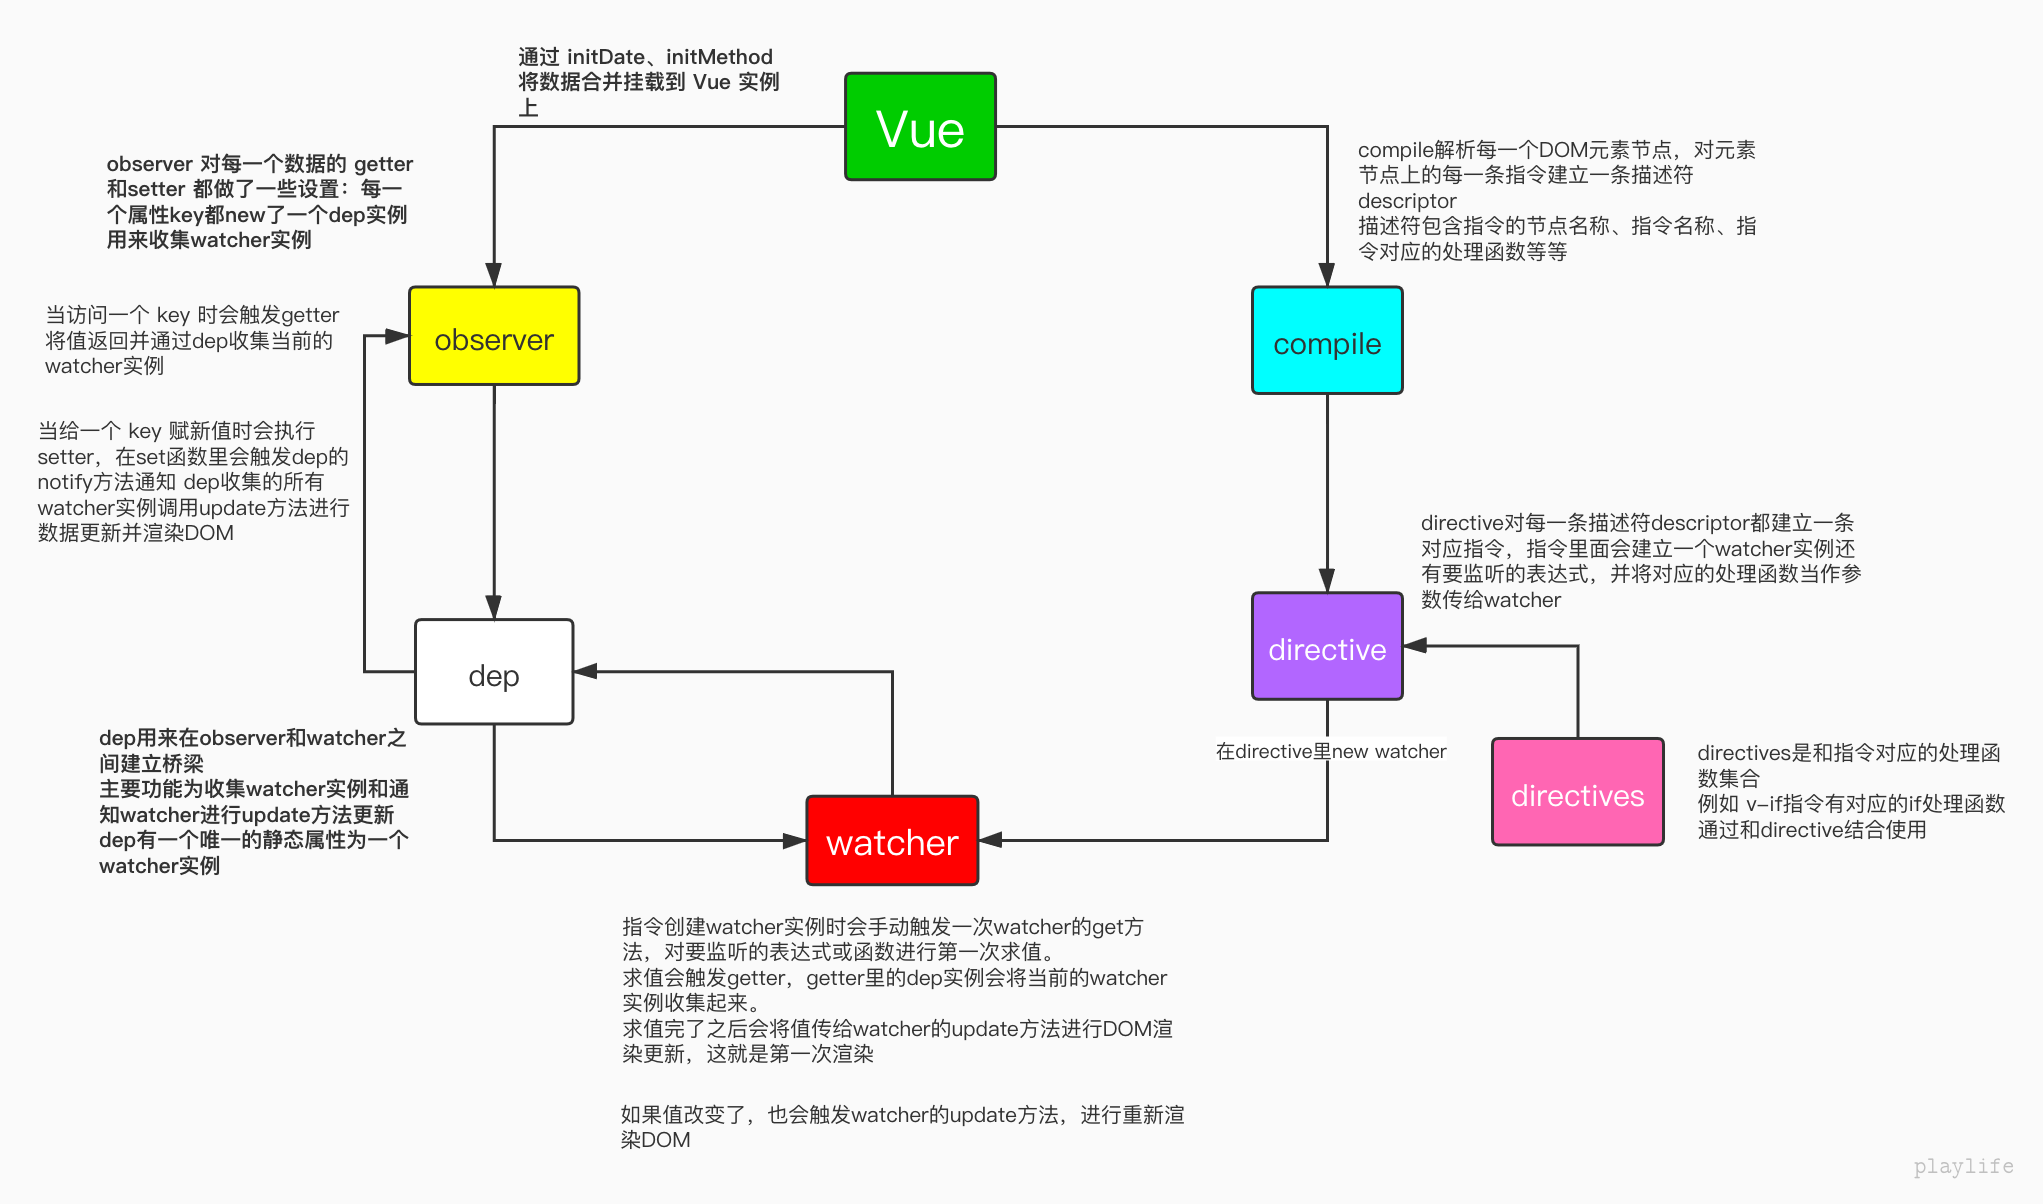 通过 initDate、initMethod
将数据合并挂载到 Vue 实例
上
Vue
observer 对每一个数据的 getter
和setter 都做了一些设置：每一
个属性key都new了一个dep实例
用来收集watcher实例
compile解析每一个DOM元素节点，对元素
节点上的每一条指令建立一条描述符
descriptor
描述符包含指令的节点名称、指令名称、指
令对应的处理函数等等
当访问一个 key 时会触发getter
将值返回并通过dep收集当前的
watcher实例
observer
compile
当给一个 key 赋新值时会执行
setter，在set函数里会触发dep的
notify方法通知 dep收集的所有
watcher实例调用update方法进行
数据更新并渲染DOM
directive对每一条描述符descriptor都建立一条
对应指令，指令里面会建立一个watcher实例还
有要监听的表达式，并将对应的处理函数当作参
数传给watcher
dep
directive
dep用来在observer和watcher之
间建立桥梁
主要功能为收集watcher实例和通
知watcher进行update方法更新
dep有一个唯一的静态属性为一个
watcher实例
在directive里new watcher
directives
directives是和指令对应的处理函
数集合
例如 v-if指令有对应的if处理函数
通过和directive结合使用
watcher
指令创建watcher实例时会手动触发一次watcher的get方
法，对要监听的表达式或函数进行第一次求值。
求值会触发getter，getter里的dep实例会将当前的watcher
实例收集起来。
求值完了之后会将值传给watcher的update方法进行DOM渲
染更新，这就是第一次渲染
如果值改变了，也会触发watcher的update方法，进行重新渲
染DOM
playlife